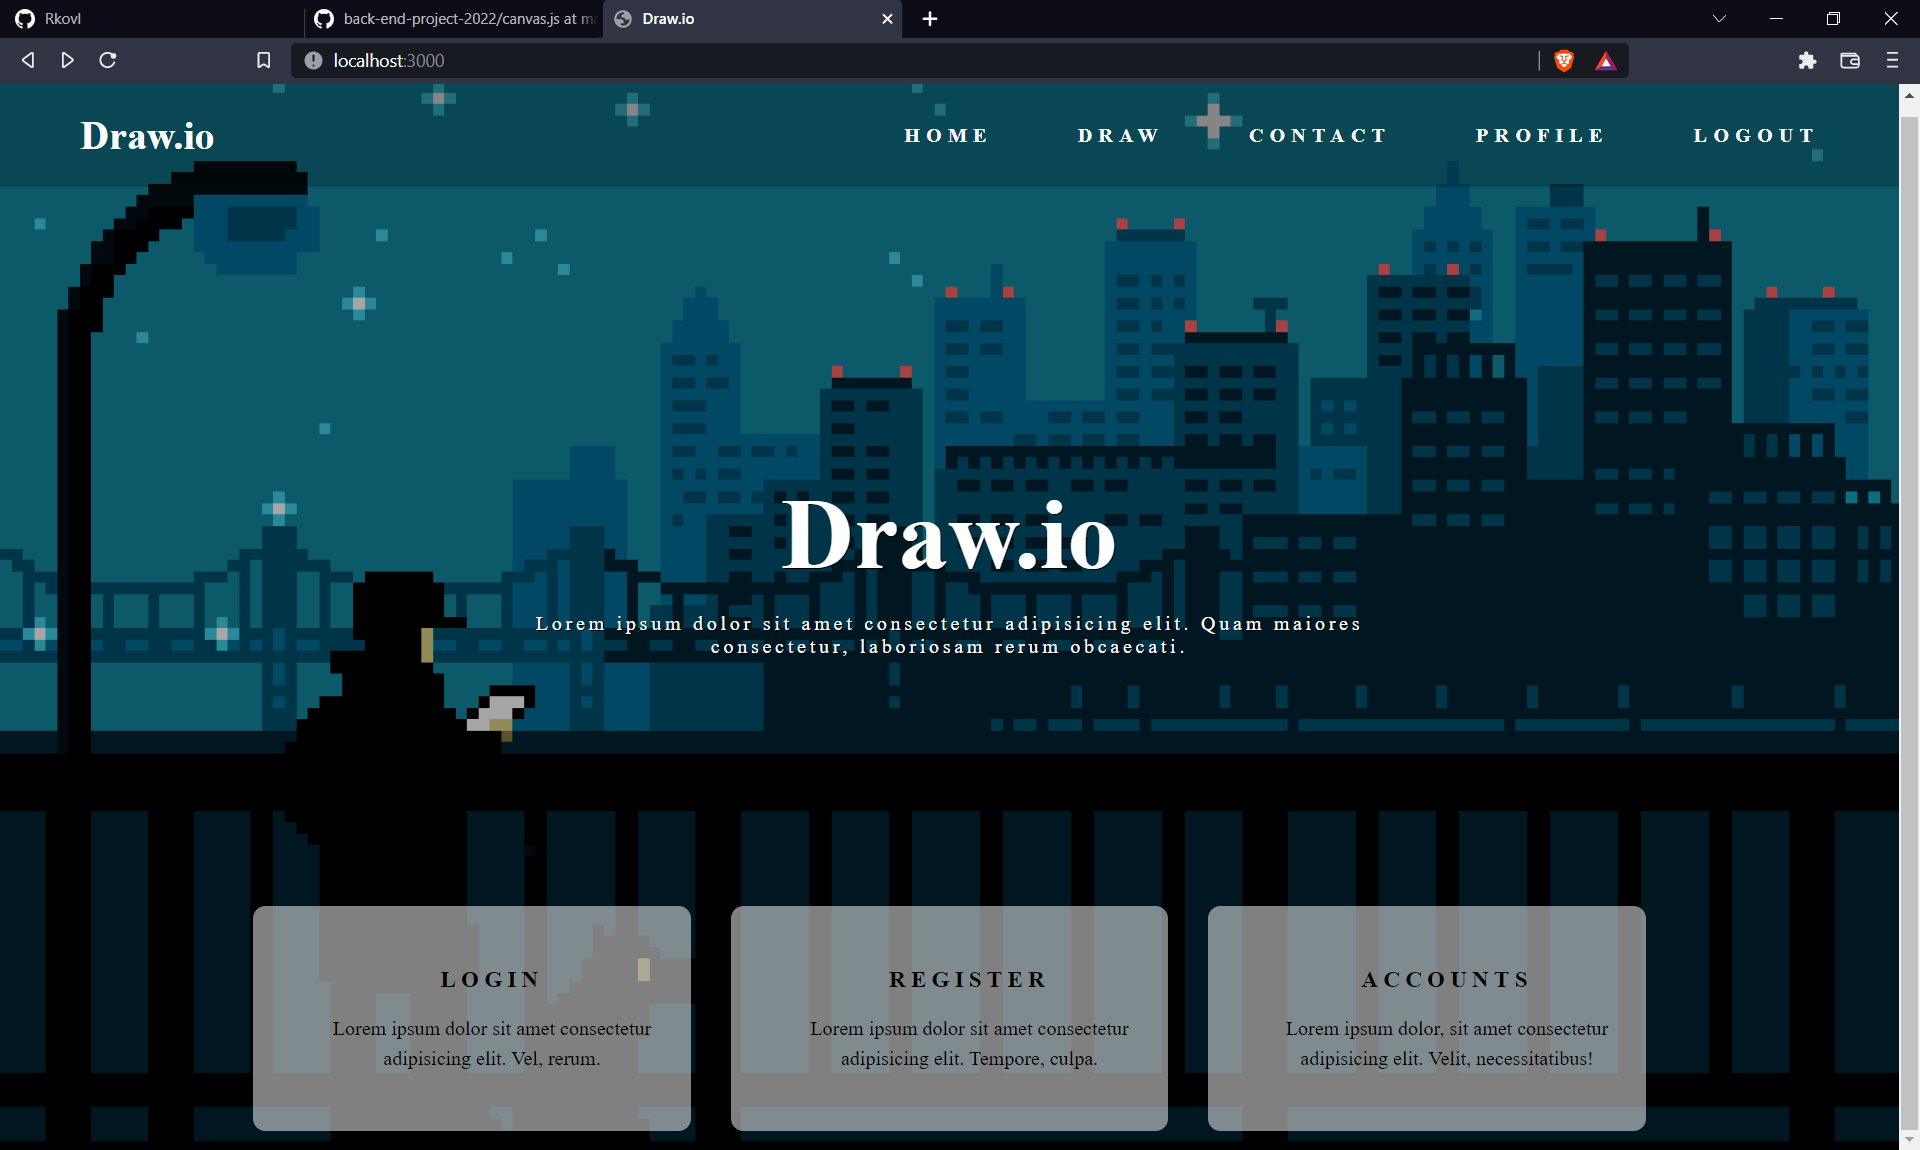 Rkovl
back-end-project-2022/canvas.js at m
Draw.io
localhost:3000
Draw.io
HOME DRAW CONTACT PROFILE LOGOUT
Draw.io
Lorem ipsum dolor sit amet consectetur adipisicing elit. Quam maiores
consectetur, laboriosam rerum obcaecati.
LOGIN
Lorem ipsum dolor sit amet consectetur
adipisicing elit. Vel, rerum.
REGISTER
Lorem ipsum dolor sit amet consectetur
adipisicing elit. Tempore, culpa.
ACCOUNTS
Lorem ipsum dolor, sit amet consectetur
adipisicing elit. Velit, necessitatibus!